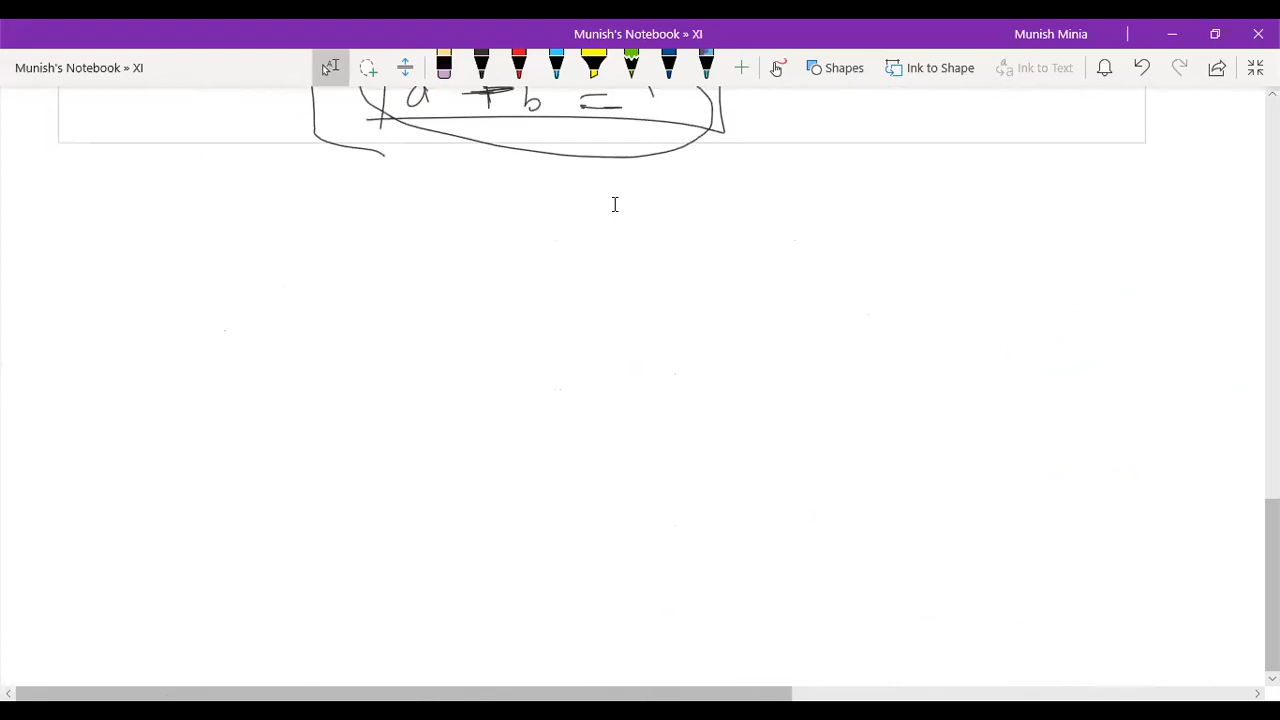 Munish's Notebook » XI
Munish Minia
Munish's Notebook » XI
Shapes
Ink to Shape
Ink to Text
a + b =